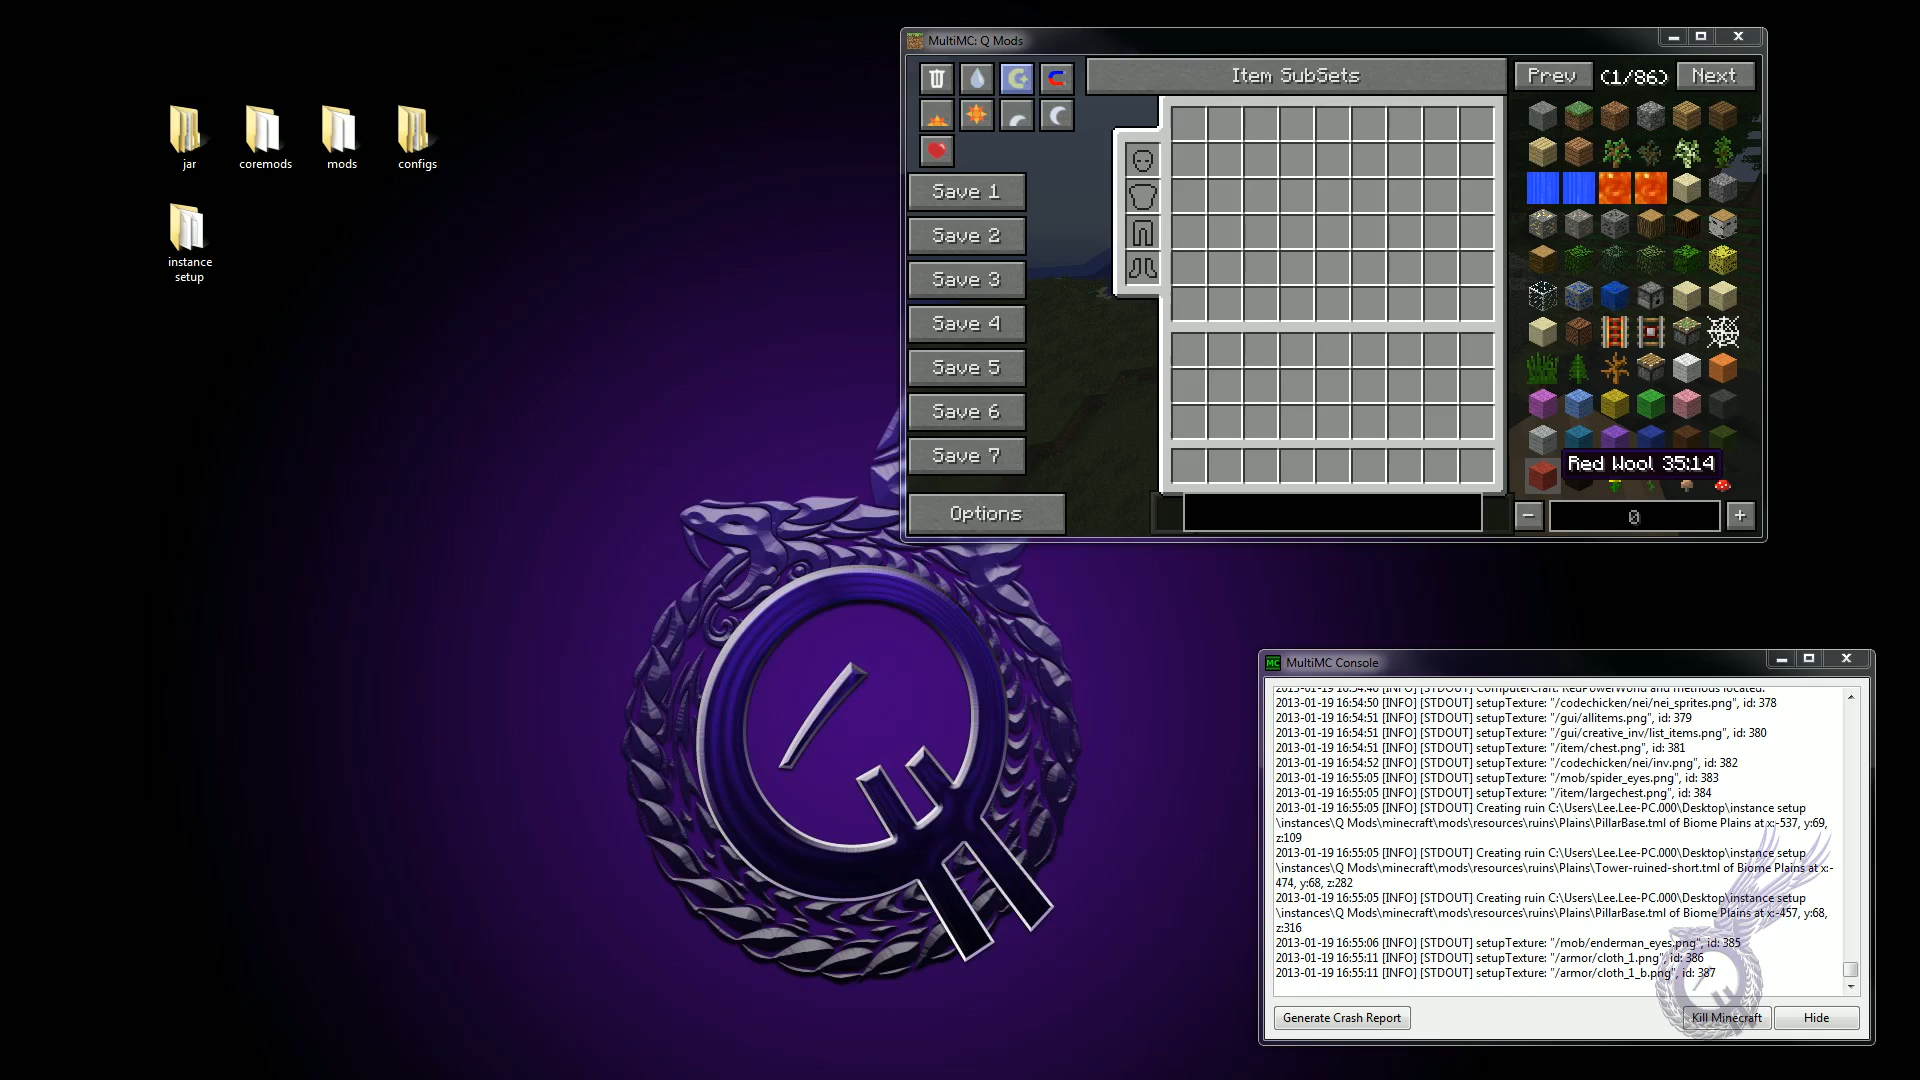 jar
coremods
mods
configs
instance
setup
MultiMC: Q Mods
Item SubSets
Prev
(1/86)
Next
Save 1
Save 2
Save 3
Save 4
Save 5
Save 6
Save 7
Options
Red Wool 35:14
-
0
+
MC
MultiMC Console
2013-01-19 16:54:46 [INFO] [STDOUT] ComputerCraft: RedPowerWorld and methods located.
2013-01-19 16:54:50 [INFO] [STDOUT] setupTexture: "/codechicken/nei/nei_sprites.png", id: 378
2013-01-19 16:54:51 [INFO] [STDOUT] setupTexture: "/gui/allitems.png", id: 379
2013-01-19 16:54:51 [INFO] [STDOUT] setupTexture: "/gui/creative_inv/list_items.png", id: 380
2013-01-19 16:54:51 [INFO] [STDOUT] setupTexture: "/item/chest.png", id: 381
2013-01-19 16:54:52 [INFO] [STDOUT] setupTexture: "/codechicken/nei/inv.png", id: 382
2013-01-19 16:55:05 [INFO] [STDOUT] setupTexture: "/mob/spider_eyes.png", id: 383
2013-01-19 16:55:05 [INFO] [STDOUT] setupTexture: "/item/largechest.png", id: 384
2013-01-19 16:55:05 [INFO] [STDOUT] Creating ruin C:\Users\Lee.Lee-PC.000\Desktop\instance setup
\instances\Q Mods\minecraft\mods\resources\ruins\Plains\PillarBase.tml of Biome Plains at x:-537, y:69,
z:109
2013-01-19 16:55:05 [INFO] [STDOUT] Creating ruin C:\Users\Lee.Lee-PC.000\Desktop\instance setup
\instances\Q Mods\minecraft\mods\resources\ruins\Plains\Tower-ruined-short.tml of Biome Plains at x:-
474, y:68, z:282
2013-01-19 16:55:05 [INFO] [STDOUT] Creating ruin C:\Users\Lee.Lee-PC.000\Desktop\instance setup
\instances\Q Mods\minecraft\mods\resources\ruins\Plains\PillarBase.tml of Biome Plains at x:-457, y:68,
z:316
2013-01-19 16:55:06 [INFO] [STDOUT] setupTexture: "/mob/enderman_eyes.png", id: 385
2013-01-19 16:55:11 [INFO] [STDOUT] setupTexture: "/armor/cloth_1.png", id: 386
2013-01-19 16:55:11 [INFO] [STDOUT] setupTexture: "/armor/cloth_1_b.png", id: 387
Generate Crash Report
Kill Minecraft
Hide